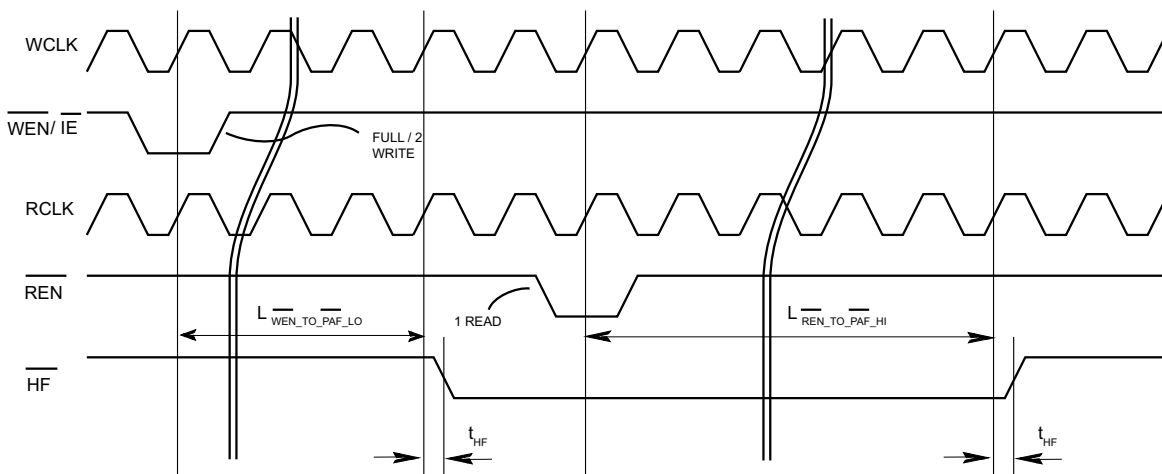 WCLK
WEN/ IE
FULL / 2
WRITE
RCLK
REN
1 READ
L WEN_TO_PAF_LO
L REN_TO_PAF_HI
HF
tHF
tHF